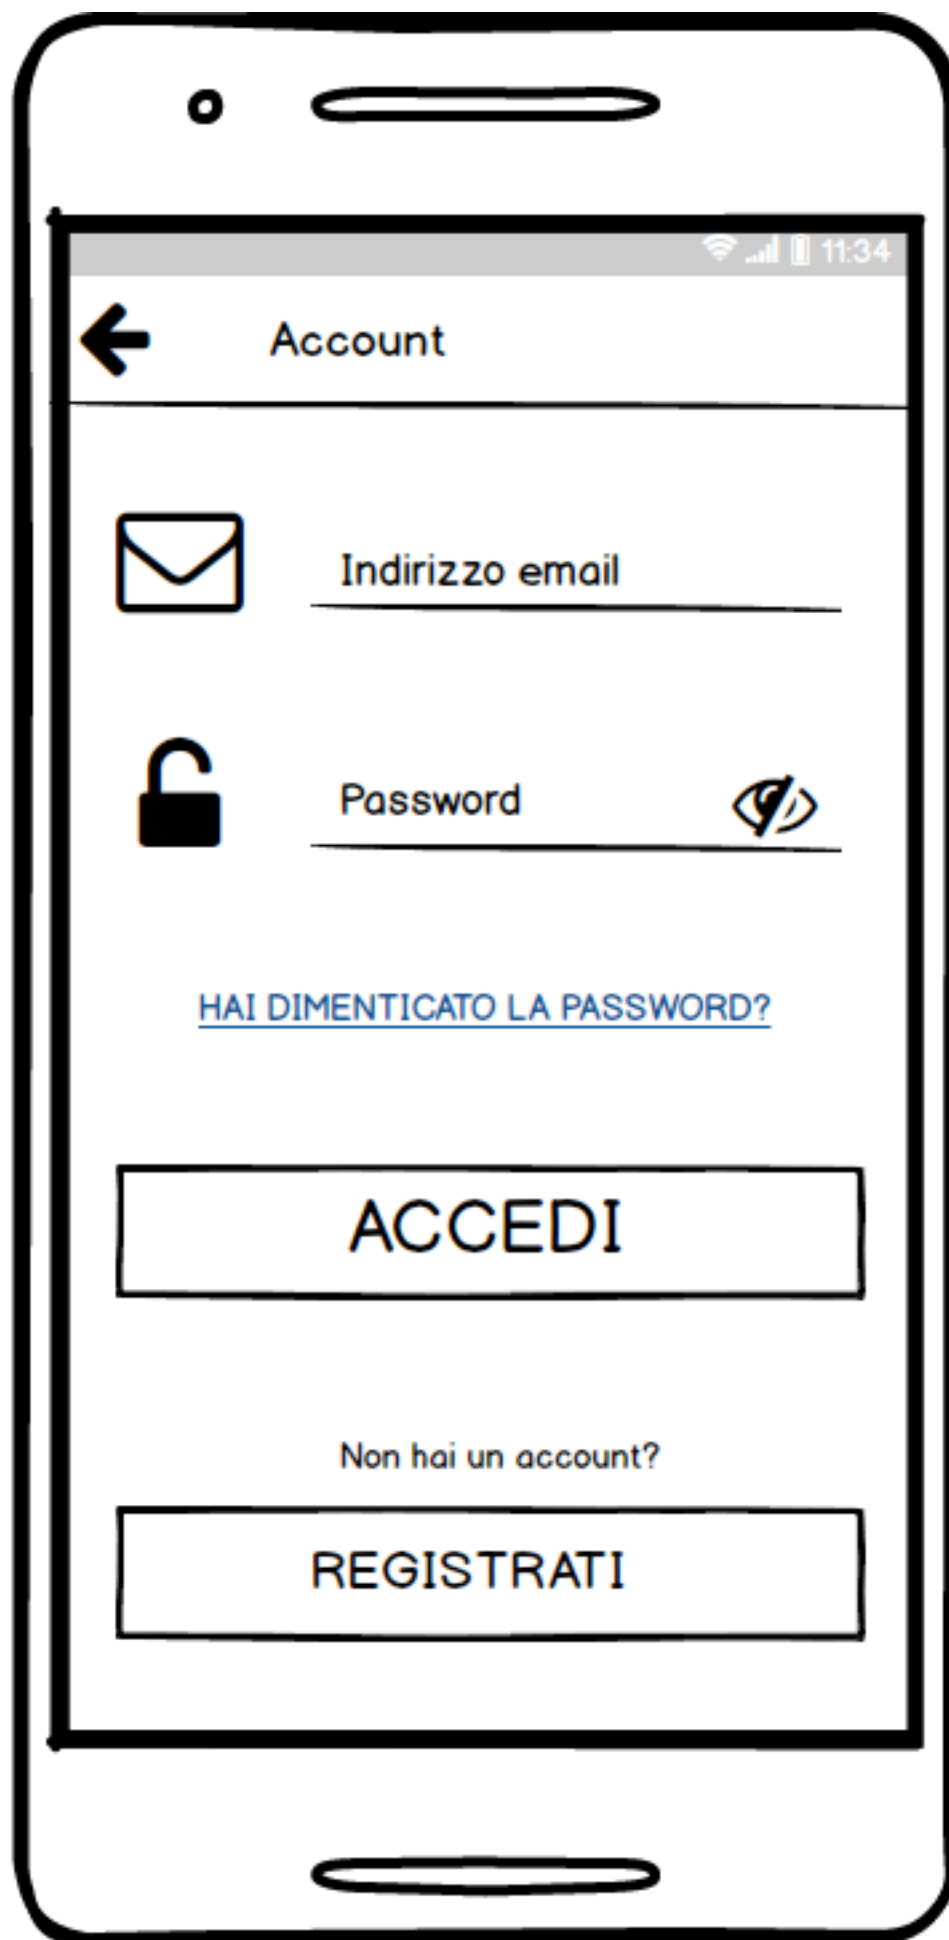 11:34
Account
Indirizzo email
Password
HAI DIMENTICATO LA PASSWORD?
ACCEDI
Non hai un account?
REGISTRATI